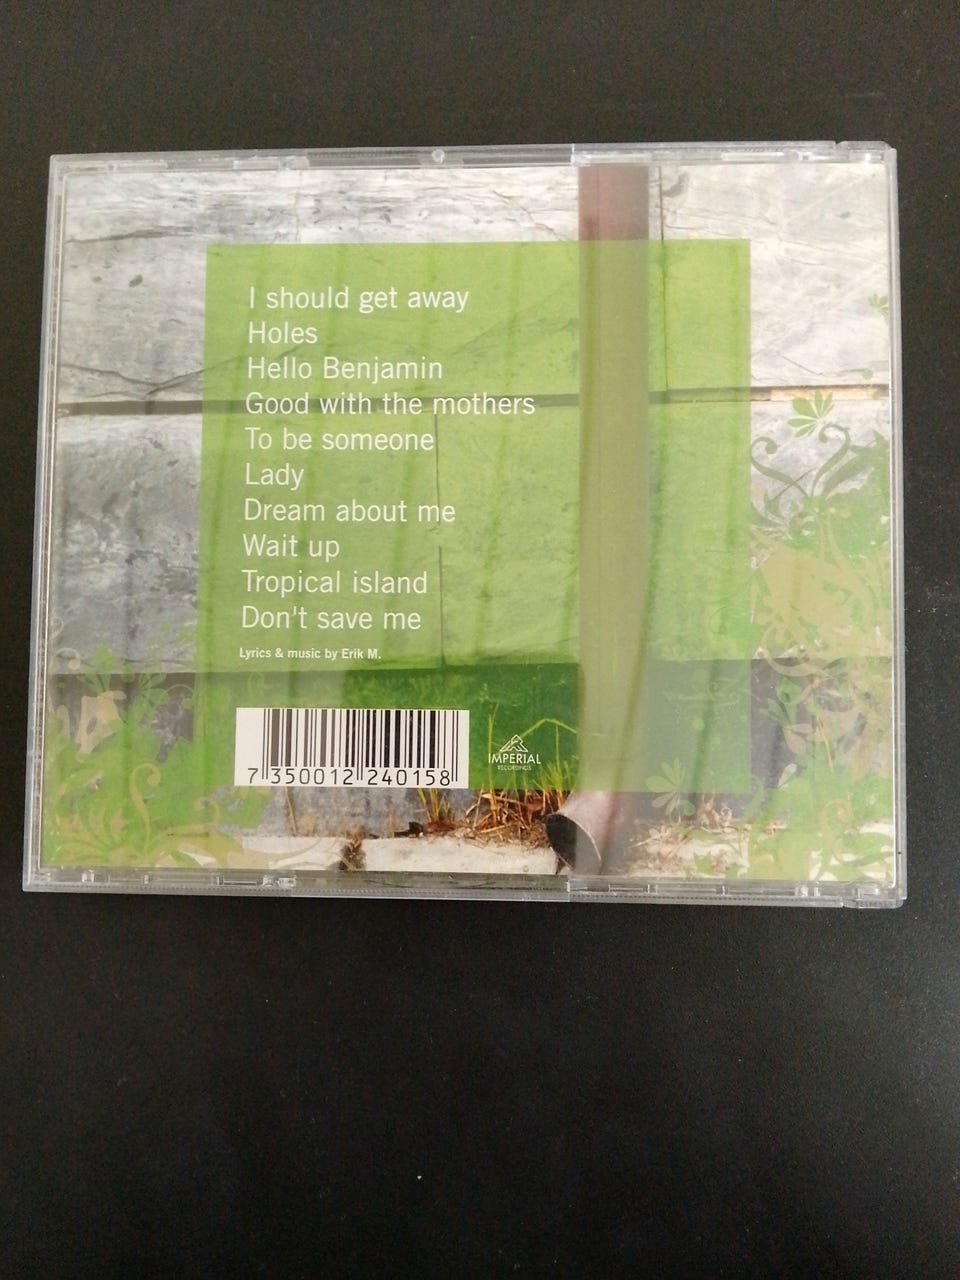 I should get away
Holes
Hello Benjamin
Good with the mothers
To be someone
Lady
Dream about me
Wait up
Tropical island
Don't save me
Lyrics & music by Erik M.
7 350012 240158
IMPERIAL
RECORDINGS